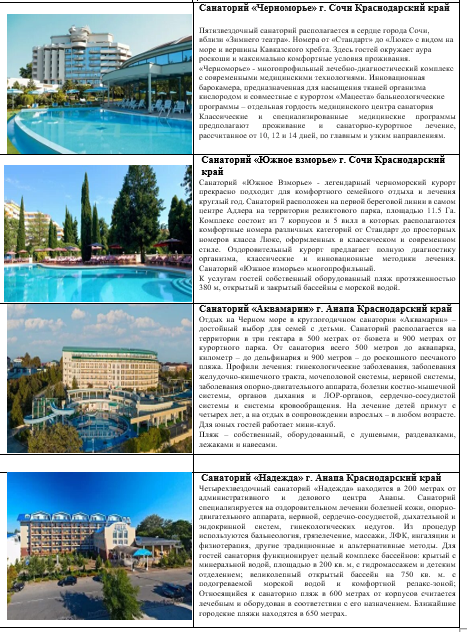 Санаторий «Черноморье» г. Сочи Краснодарский край
Пятизвездочный санаторий располагается в сердце города Сочи,
вблизи «Зимнего театра». Номера от «Стандарт» до «Люкс» с видом на
море и вершины Кавказского хребта. Здесь гостей окружает аура
роскоши и максимально комфортные условия проживания.
«Черноморье» - многопрофильный лечебно-диагностический комплекс
с современными медицинскими технологиями. Инновационная
барокамера, предназначенная для насыщения тканей организма
кислородом и совместные с курортом «Мацеста» бальнеологические
программы – отдельная гордость медицинского центра санатория
Классические и специализированные медицинские программы
предполагают проживание и санаторно-курортное лечение,
рассчитанное от 10, 12 и 14 дней, по главным и узким направлениям.
Санаторий «Южное взморье» г. Сочи Краснодарский
край
Санаторий «Южное Взморье» - легендарный черноморский курорт
прекрасно подходит для комфортного семейного отдыха и лечения
круглый год. Санаторий расположен на первой береговой линии в самом
центре Адлера на территории реликтового парка, площадью 11.5 Га.
Комплекс состоит из 7 корпусов и 5 вилл в которых располагаются
комфортные номера различных категорий от Стандарт до просторных
номеров класса Люкс, оформленных в классическом и современном
стиле. Оздоровительный курорт предлагает полную диагностику
организма, классические и инновационные методики лечения.
Санаторий «Южное взморье» многопрофильный.
К услугам гостей собственный оборудованный пляж протяженностью
380 м, открытый и закрытый бассейны с морской водой.
Санаторий «Аквамарин» г. Анапа Краснодарский край
Отдых на Черном море в круглогодичном санатории «Аквамарин» –
достойный выбор для семей с детьми. Санаторий располагается на
территории в три гектара в 500 метрах от бювета и 900 метрах от
курортного парка. От санатория всего 500 метров до аквапарка,
километр – до дельфинария и 900 метров – до роскошного песчаного
пляжа. Профили лечения: гинекологические заболевания, заболевания
желудочно-кишечного тракта, мочеполовой системы, нервной системы,
заболевания опорно-двигательного аппарата, болезни костно-мышечной
системы, органов дыхания и ЛОР-органов, сердечно-сосудистой
системы и системы кровообращения. На лечение детей примут с
четырех лет, а на отдых в сопровождении взрослых – в любом возрасте.
Для юных гостей работает мини-клуб.
Пляж – собственный, оборудованный, с душевыми, раздевалками,
лежаками и навесами.
Санаторий «Надежда» г. Анапа Краснодарский край
Четырехзвездочный санаторий «Надежда» находится в 200 метрах от
административного и делового центра Анапы. Санаторий
специализируется на оздоровительном лечении болезней кожи, опорно-
двигательного аппарата, нервной, сердечно-сосудистой, дыхательной и
эндокринной систем, гинекологических недугов. Из процедур
используются бальнеология, грязелечение, массажи, ЛФК, ингаляции и
физиотерапия, другие традиционные и альтернативные методы. Для
гостей санатория функционирует целый комплекс бассейнов: крытый с
минеральной водой, площадью в 200 кв. м, с гидромассажем и детским
отделением; великолепный открытый бассейн на 750 кв. м. с
подогреваемой морской водой и комфортной релакс-зоной;
Относящийся к санаторию пляж в 600 метрах от корпусов считается
лечебным и оборудован в соответствии с его назначением. Ближайшие
городские пляжи находятся в 650 метрах.